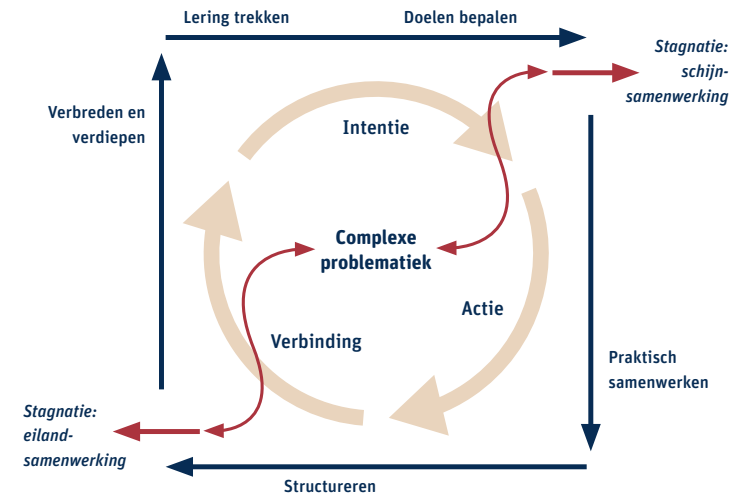 Lering trekken
Doelen bepalen
Stagnatie:
schijn-
samenwerking
Verbreden en
verdiepen
Intentie
Complexe
problematiek
Actie
Verbinding
Praktisch
samenwerken
Stagnatie:
eiland-
samenwerking
Structureren